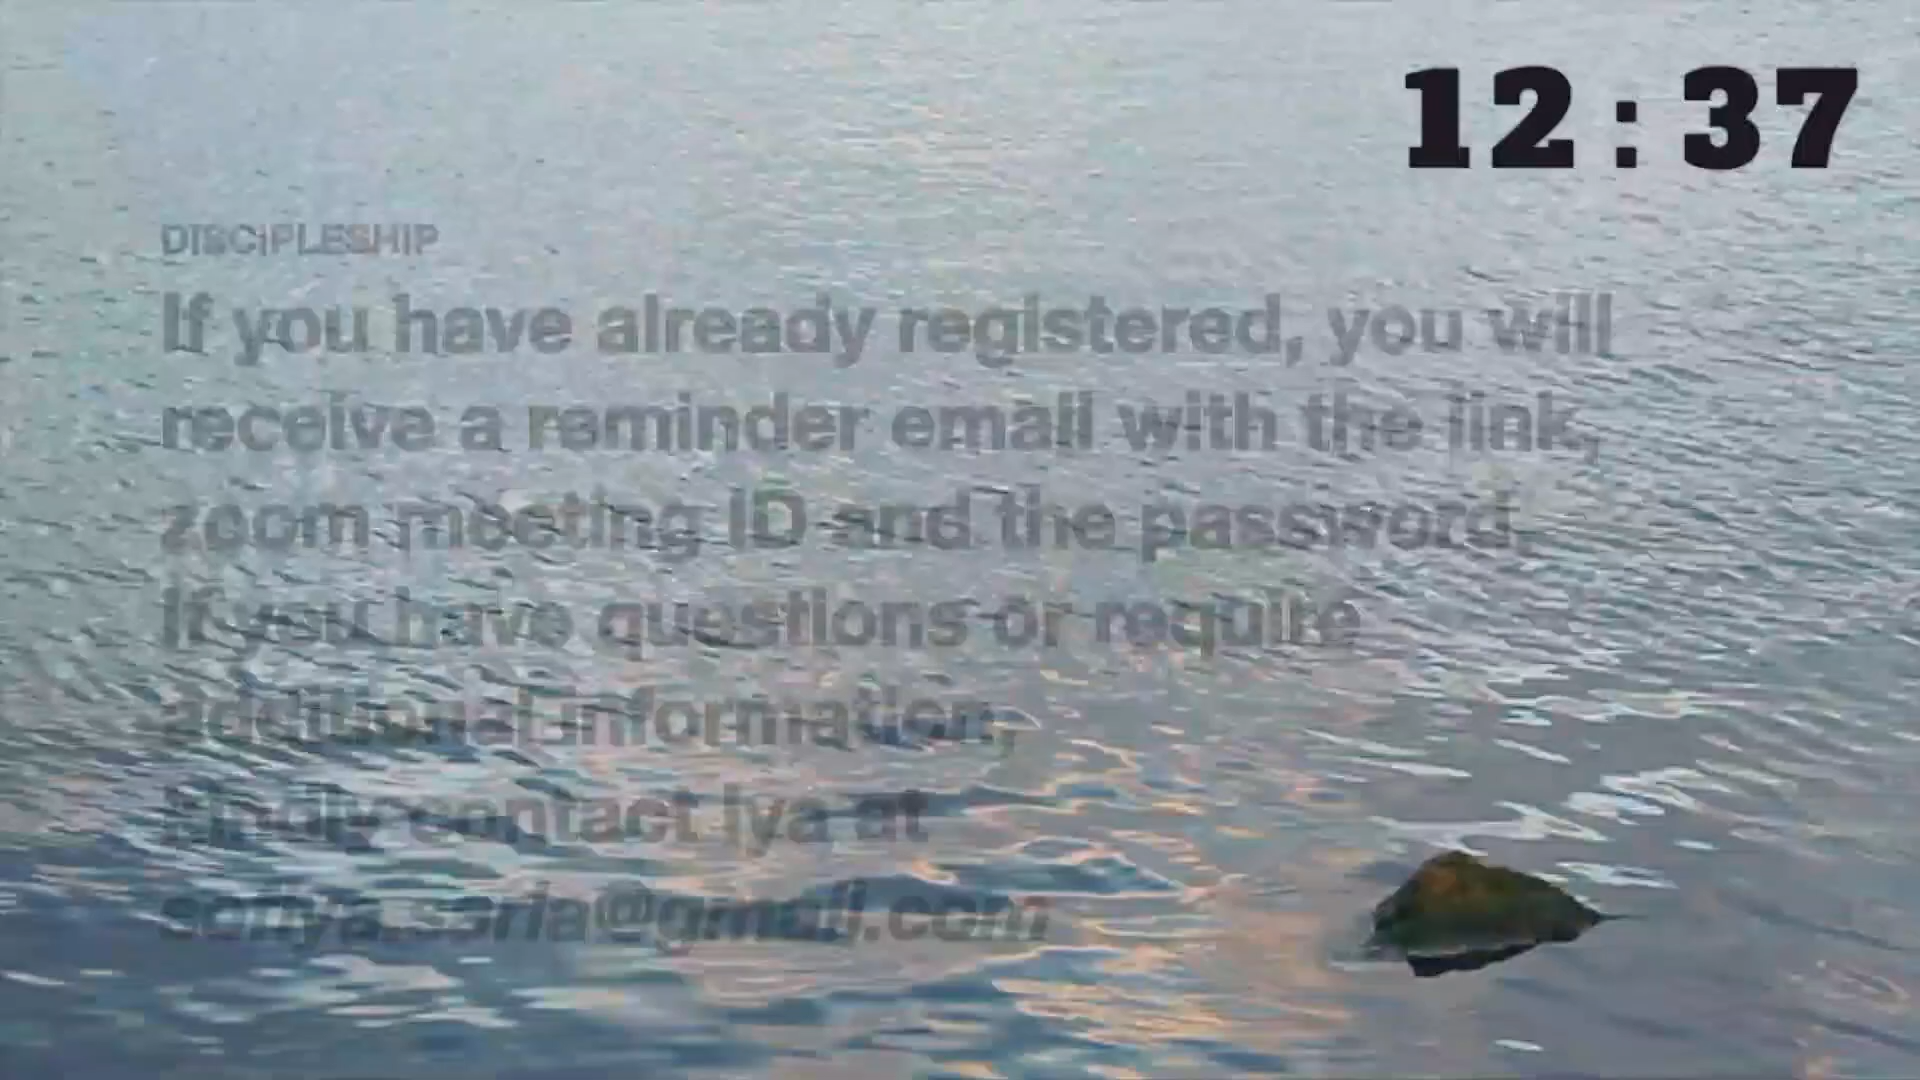 12:37
DISCIPLESHIP
If you have already registered, you will
receive a reminder email with the link,
zoom meeting ID and the password.
If you have questions or require
additional information,
kindly contact Iya at